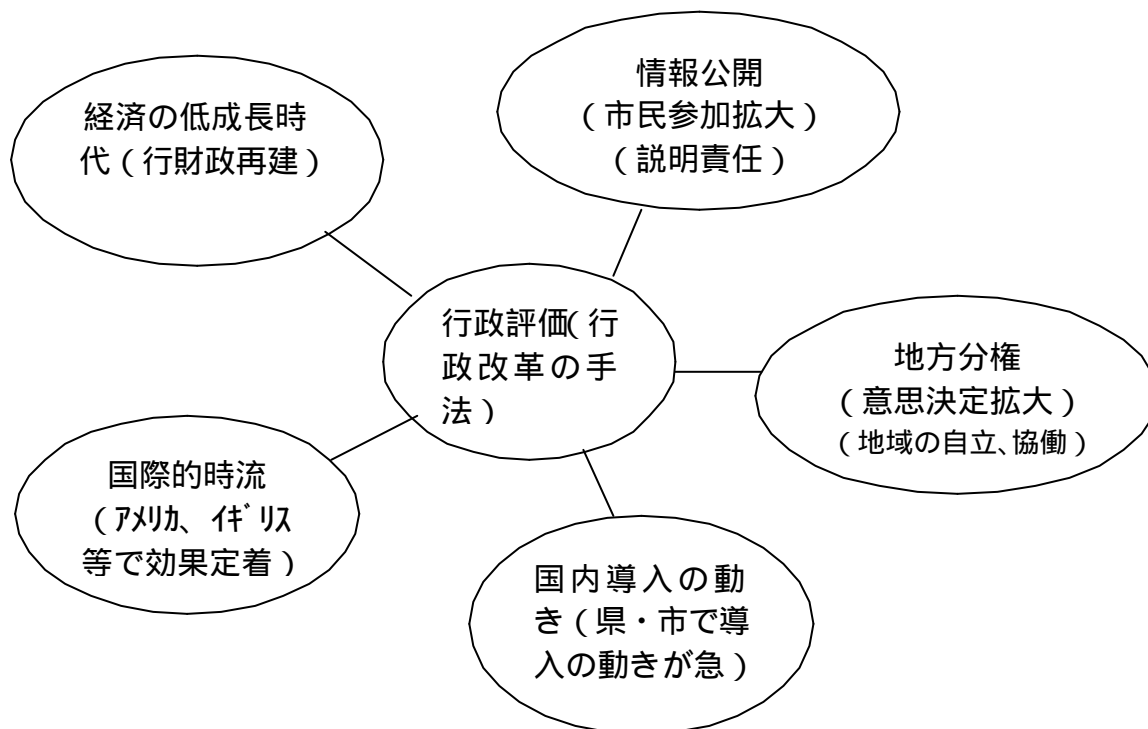 経済の低成長時
代（行財政再建）
情報公開
（市民参加拡大）
（説明責任）
行政評価（行
政改革の手
法）
地方分権
（意思決定拡大）
（地域の自立、協働）
国際的時流
（ｱﾒﾘｶ、ｲｷﾞﾘｽ
等で効果定着）
国内導入の動
き（県・市で導
入の動きが急）